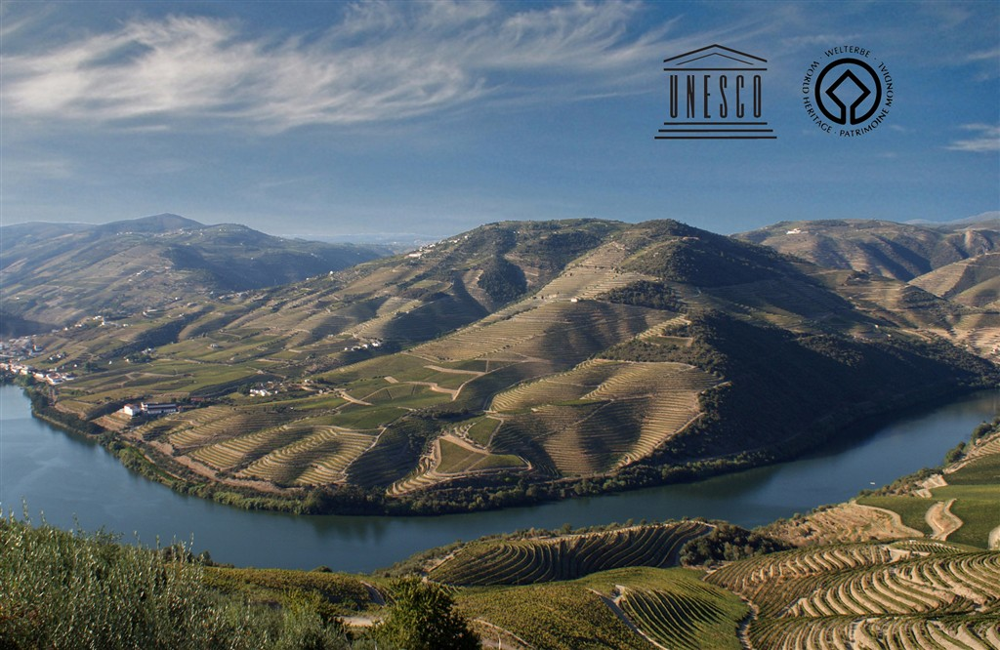 UNESCO
WELTERBE · WORLD HERITAGE · PATRIMOINE MONDIAL ·